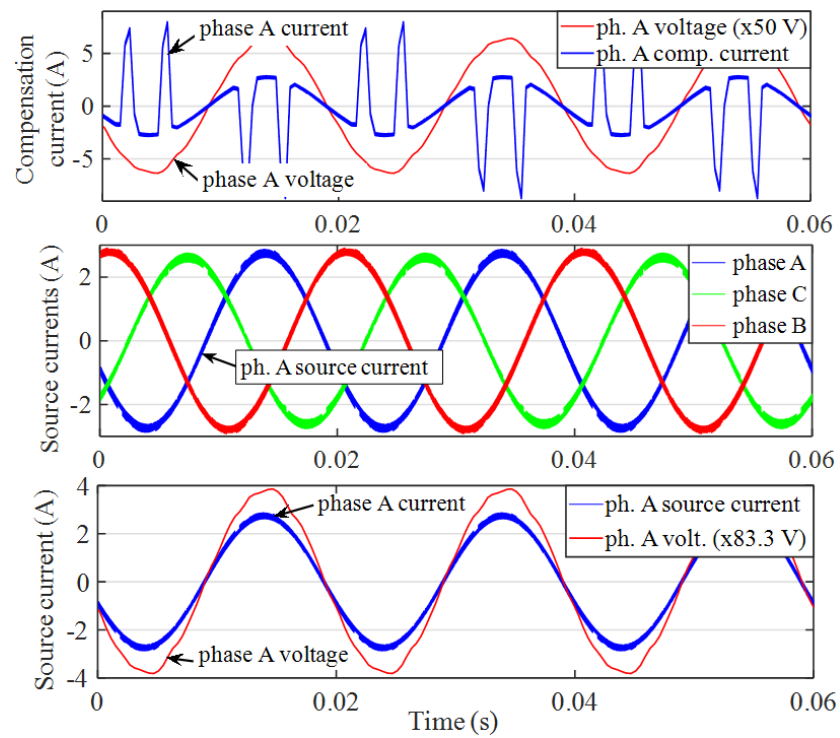 phase A current
ph. A voltage (x50 V)
ph. A comp. current
Compensation
current (A)
5
0
-5
phase A voltage
0
0.02
0.04
0.06
Source currents (A)
2
0
-2
phase A
phase C
phase B
ph. A source current
0
0.02
0.04
0.06
Source current (A)
4
2
0
-2
-4
phase A current
ph. A source current
ph. A volt. (x83.3 V)
phase A voltage
0
0.02
0.04
0.06
Time (s)